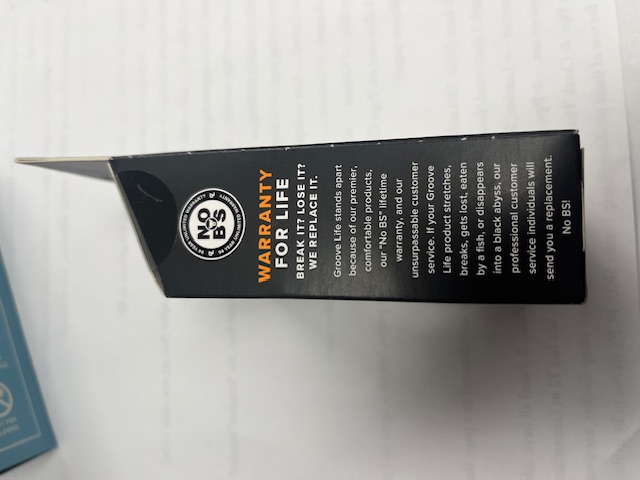 NO
BS
WARRANTY
FOR LIFE
BREAK IT? LOSE IT?
WE REPLACE IT.
Groove Life stands apart
because of our premier,
comfortable products,
our "No BS" lifetime
warranty, and our
unsurpassable customer
service. If your Groove
Life product stretches,
breaks, gets lost, eaten
by a fish, or disappears
into a black abyss, our
professional customer
service individuals will
send you a replacement.
No BS!